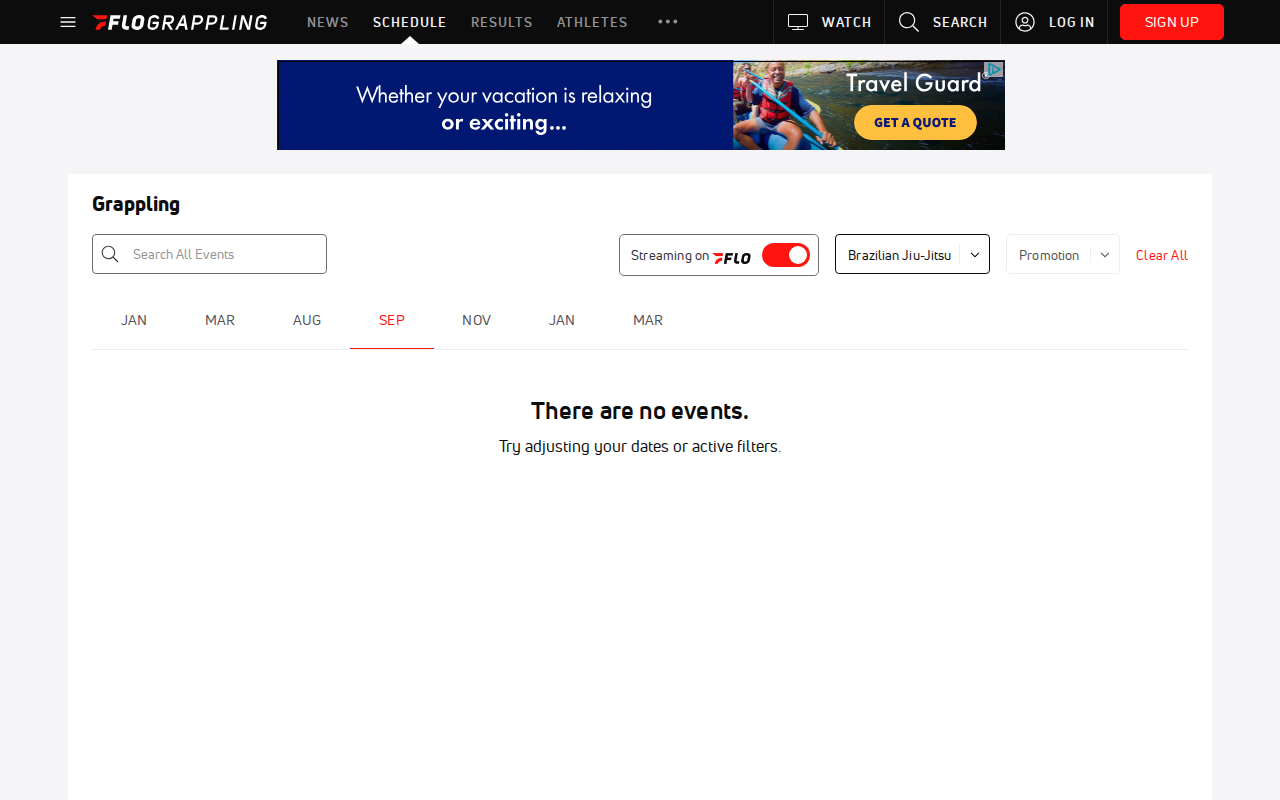 FLOGRAPPLING
NEWS
SCHEDULE
RESULTS
ATHLETES
WATCH
SEARCH
LOG IN
SIGN UP
Whether your vacation is relaxing
or exciting...
Travel Guard®
GET A QUOTE
Grappling
Search All Events
Streaming on FLO
Brazilian Jiu-Jitsu
Promotion
Clear All
JAN
MAR
AUG
SEP
NOV
JAN
MAR
There are no events.
Try adjusting your dates or active filters.